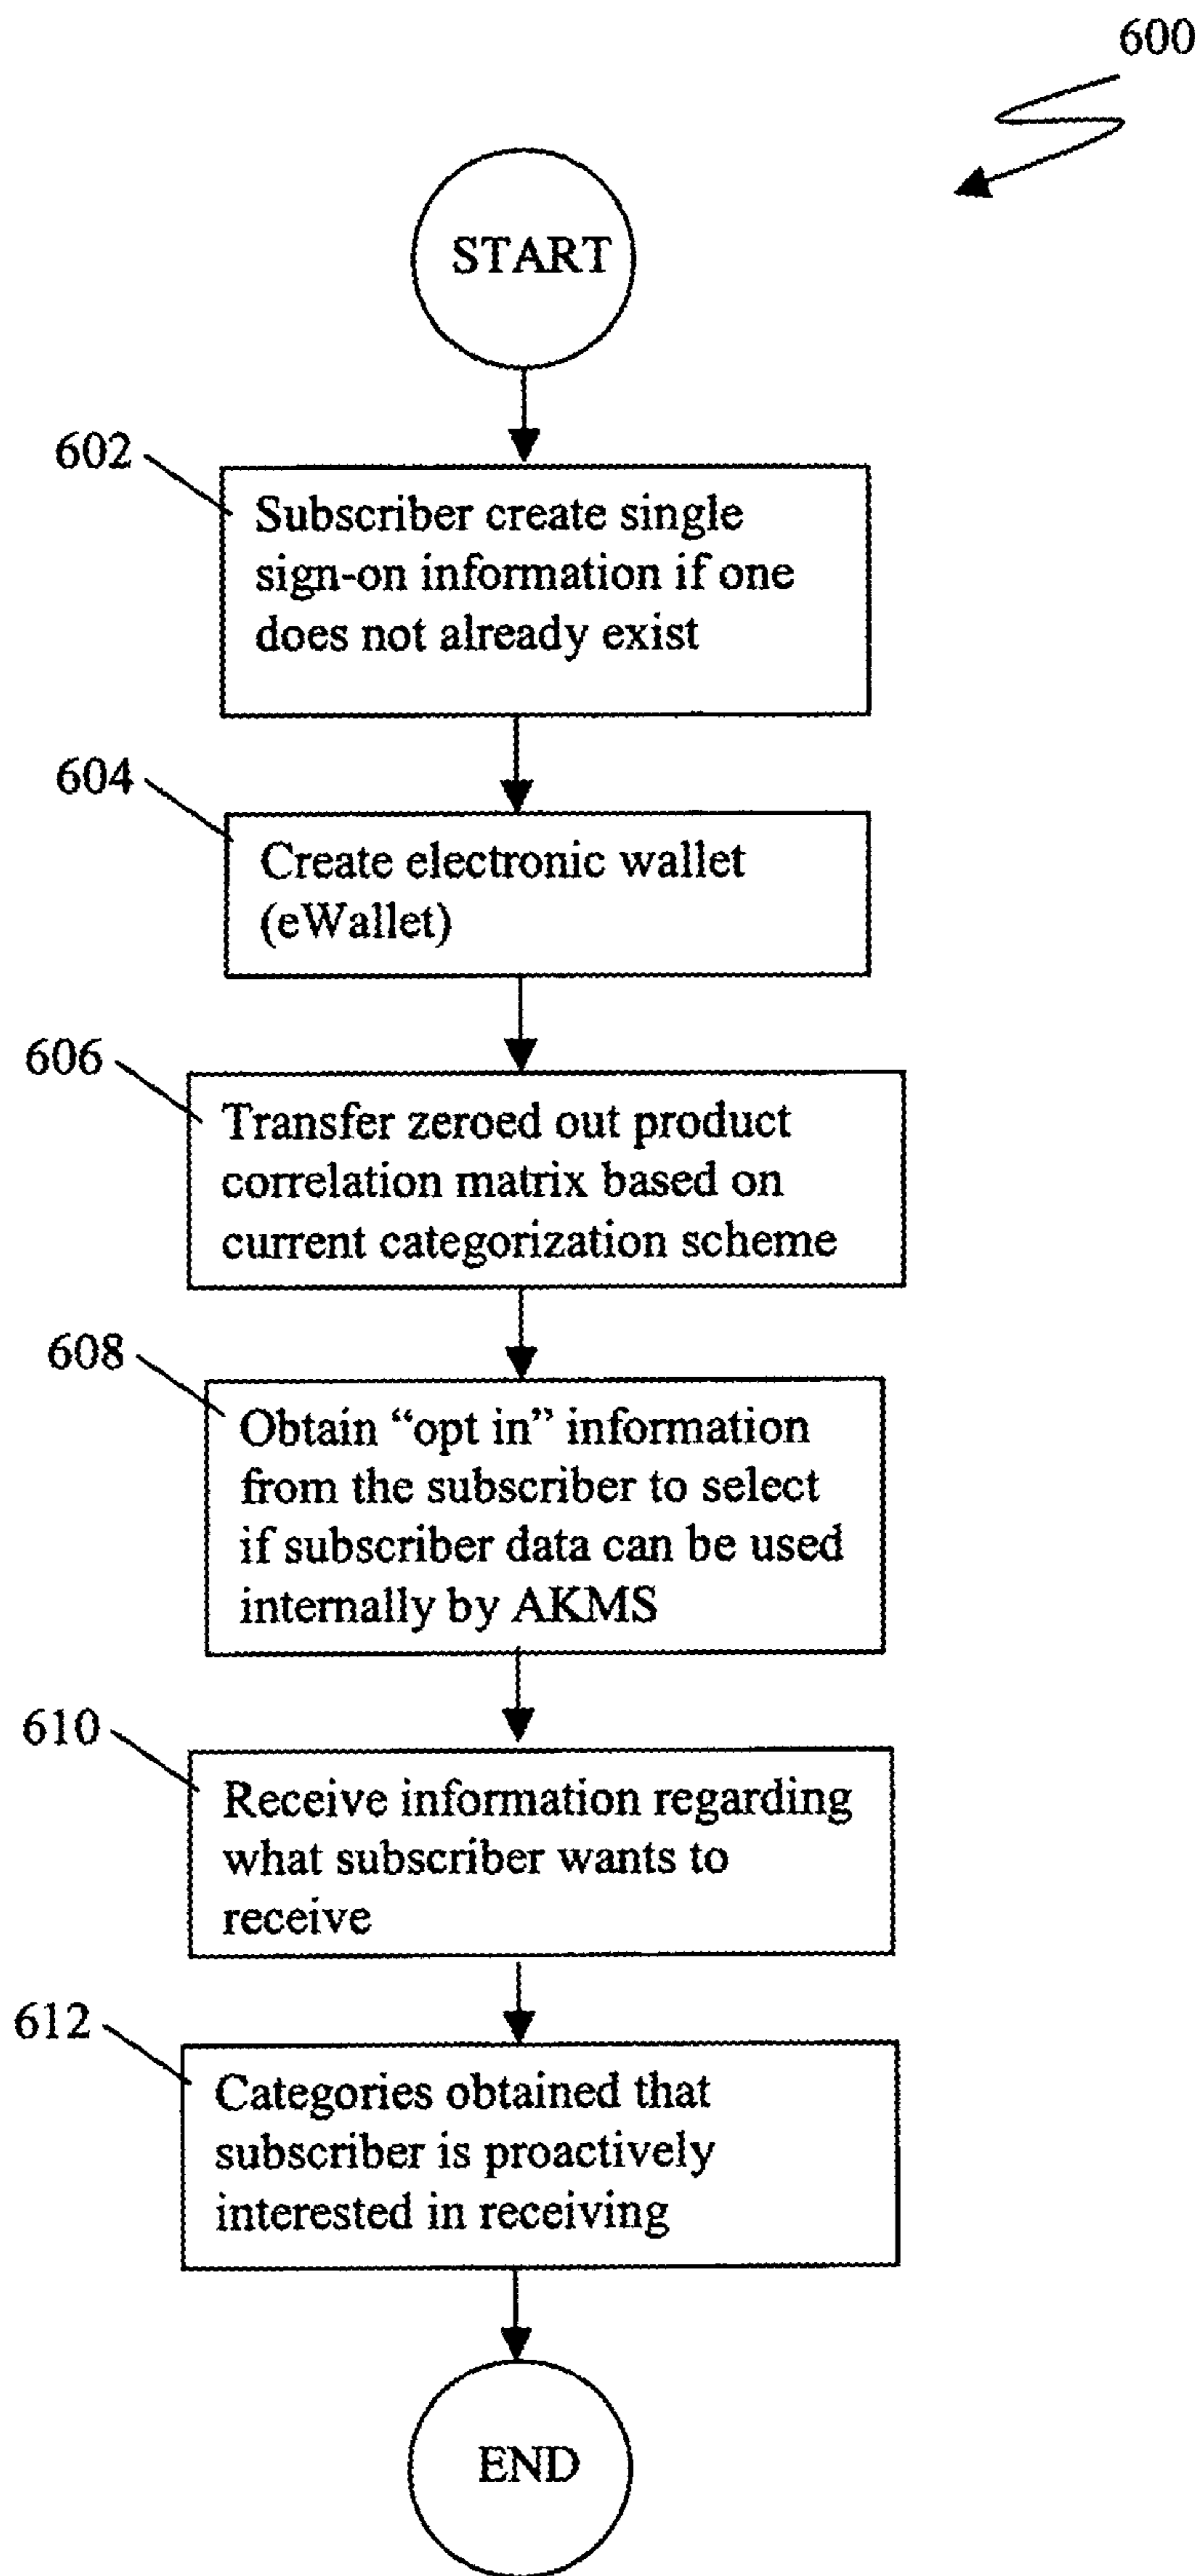 600
START
602
Subscriber create single
sign-on information if one
does not already exist
604
Create electronic wallet
(eWallet)
606
Transfer zeroed out product
correlation matrix based on
current categorization scheme
608
Obtain “opt in” information
from the subscriber to select
if subscriber data can be used
internally by AKMS
610
Receive information regarding
what subscriber wants to
receive
612
Categories obtained that
subscriber is proactively
interested in receiving
END